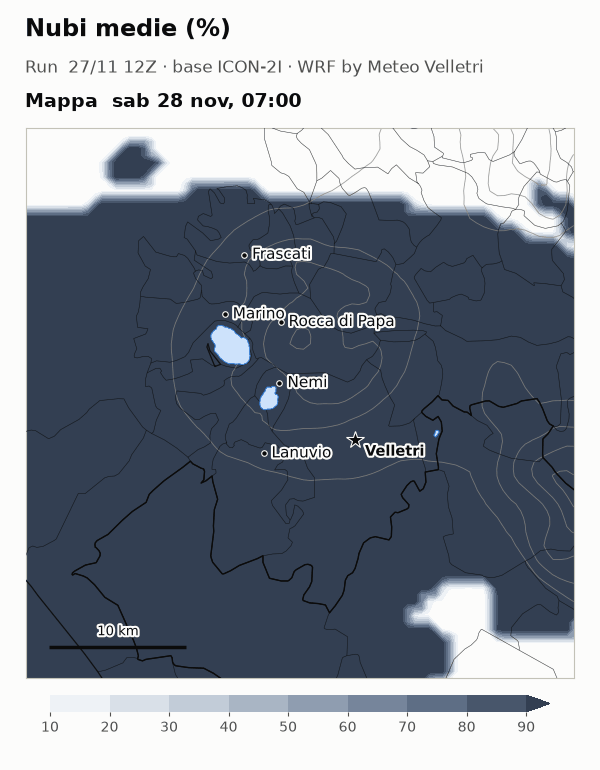 Nubi medie (%)
Run  27/11 12Z · base ICON-2I · WRF by Meteo Velletri
Mappa  sab 28 nov, 07:00
Frascati
Marino
Rocca di Papa
Nemi
Velletri
Lanuvio
10 km
10 20 30 40 50 60 70 80 90